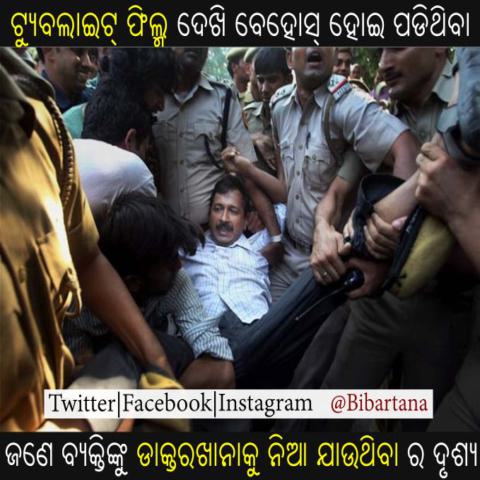 ଟ୍ୟୁବଲାଇଟ୍ ଫିଲ୍ମ ଦେଖି ବେହୋସ୍ ହୋଇ ପଡିଥିବା
Twitter|Facebook|Instagram @Bibartana
ଜଣେ ବ୍ୟକ୍ତିଙ୍କୁ ଡାକ୍ତରଖାନାକୁ ନିଆ ଯାଉଥିବା ର ଦୃଶ୍ୟ